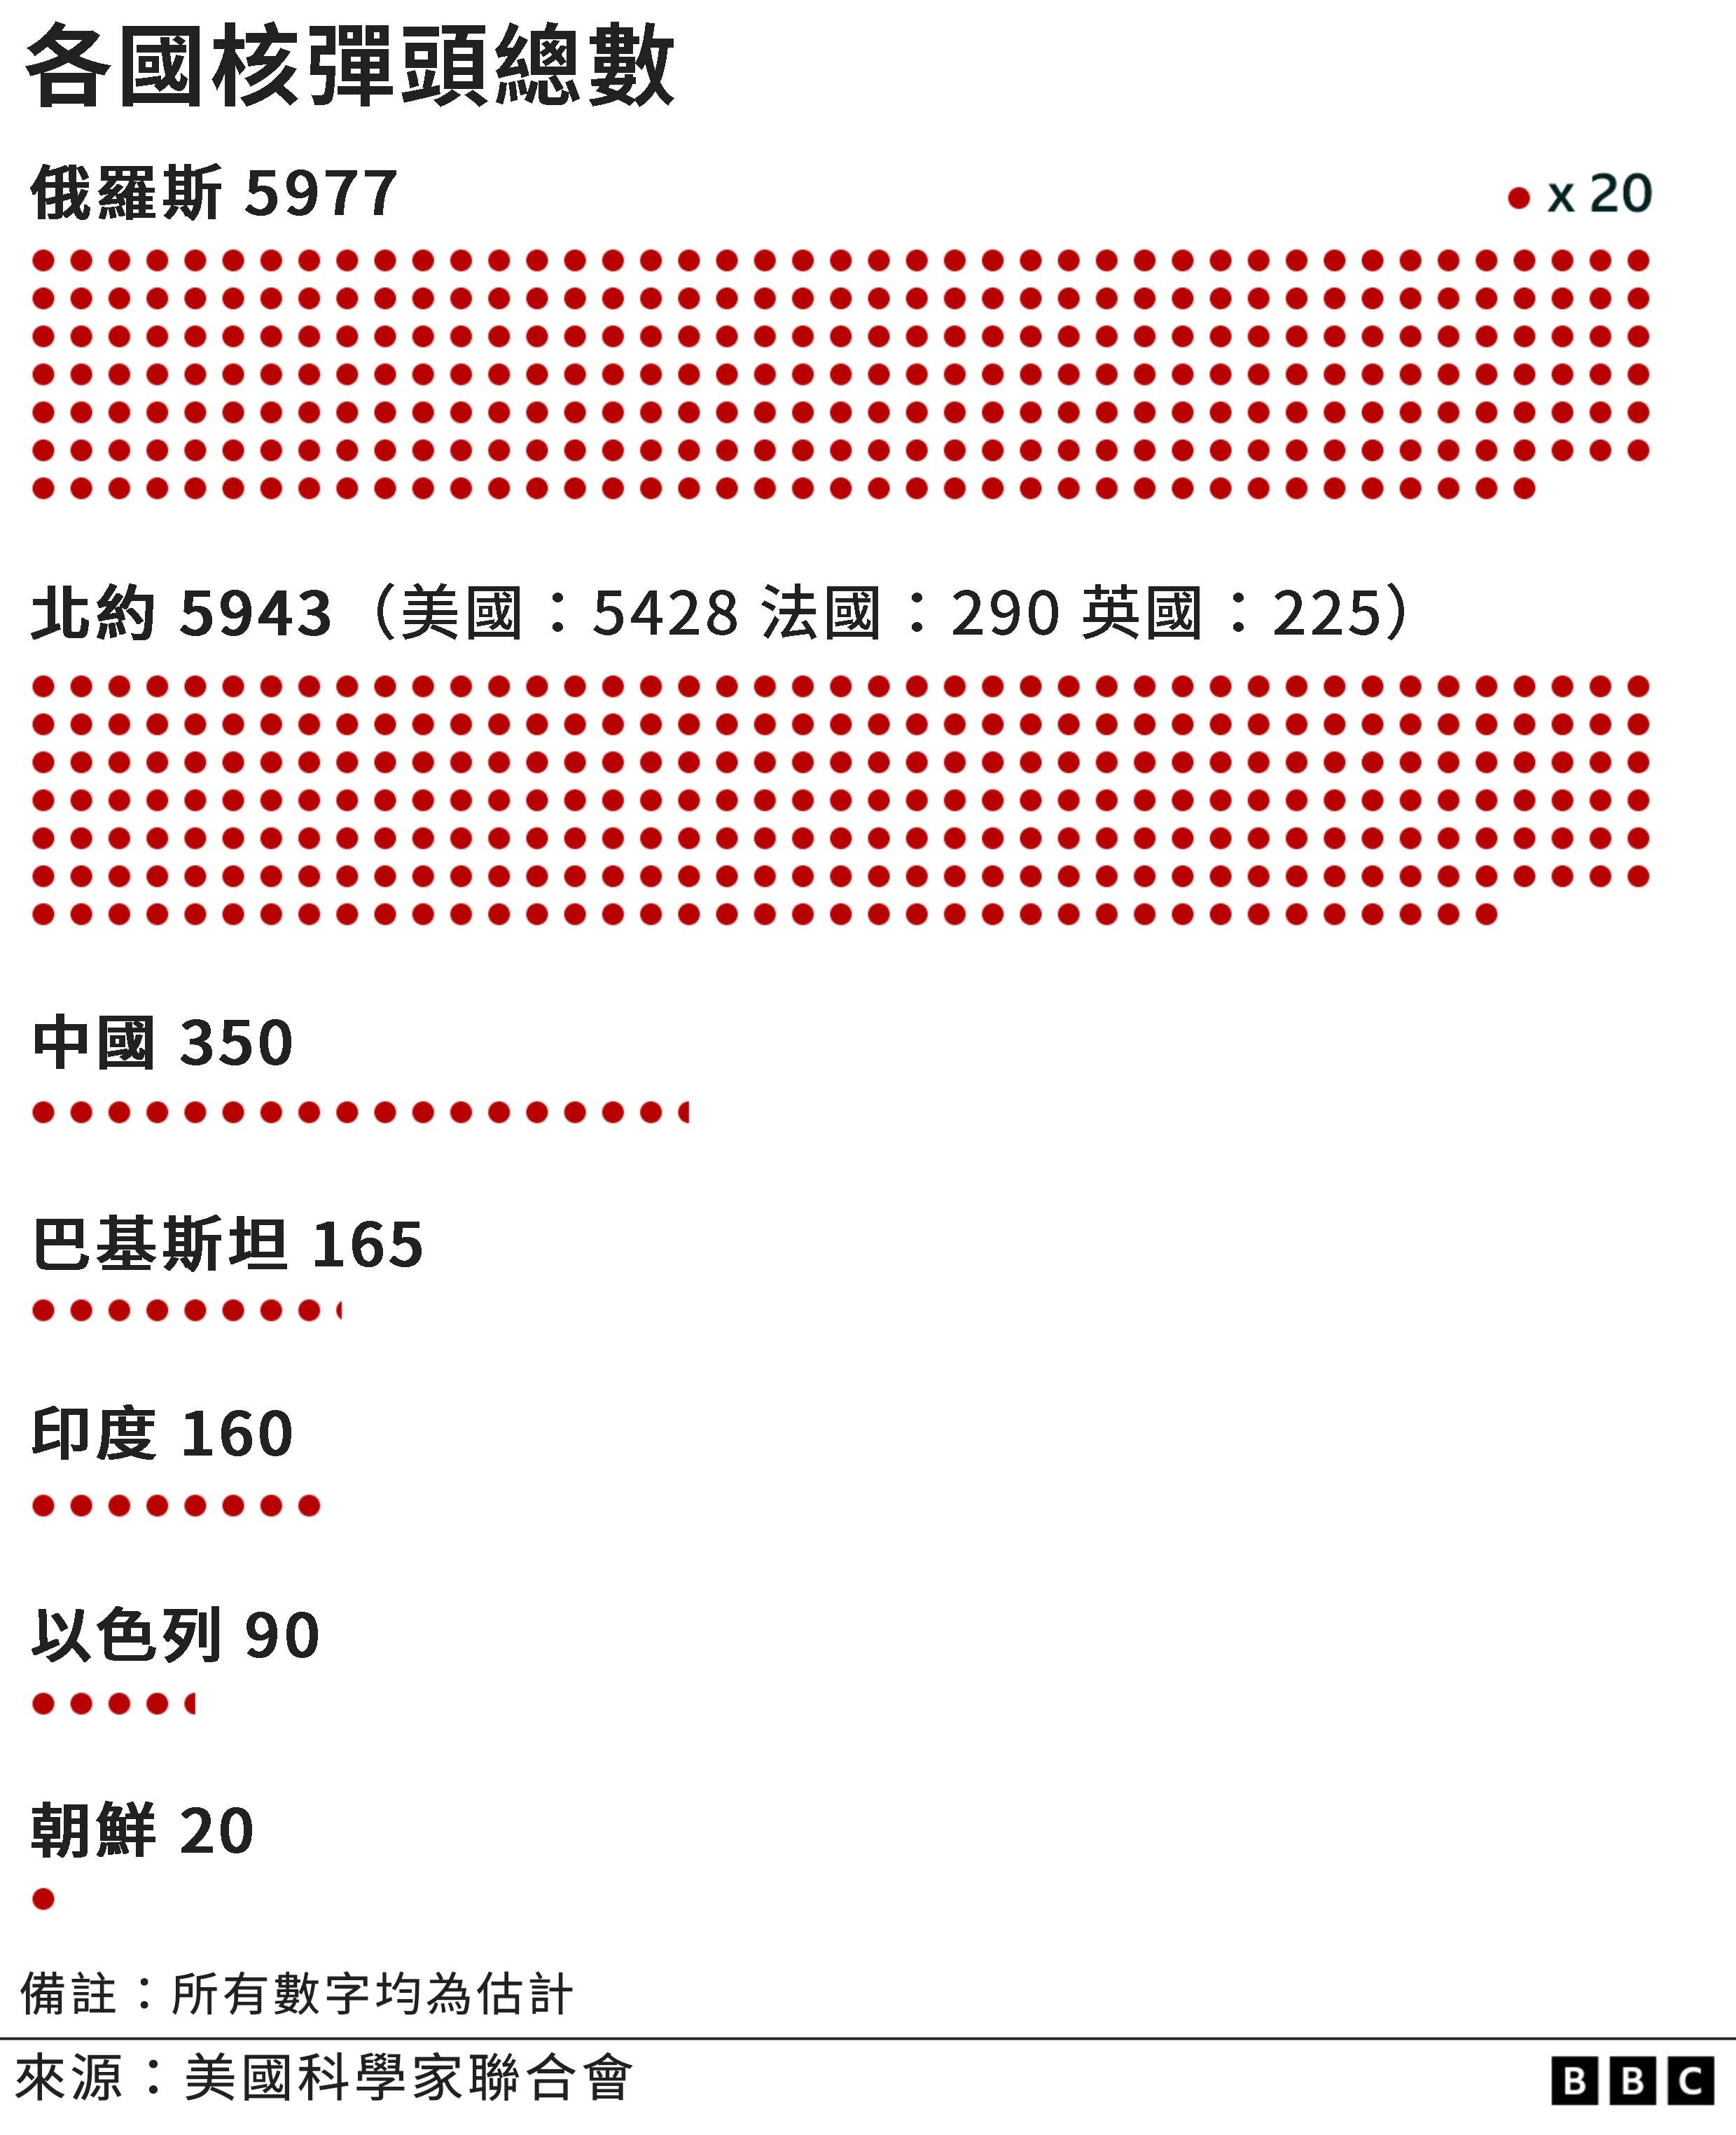 各國核彈頭總數
俄羅斯 5977
x 20
北約 5943（美國：5428 法國：290 英國：225）
中國 350
巴基斯坦 165
印度 160
以色列 90
朝鮮 20
備註：所有數字均為估計
來源：美國科學家聯合會
BBC